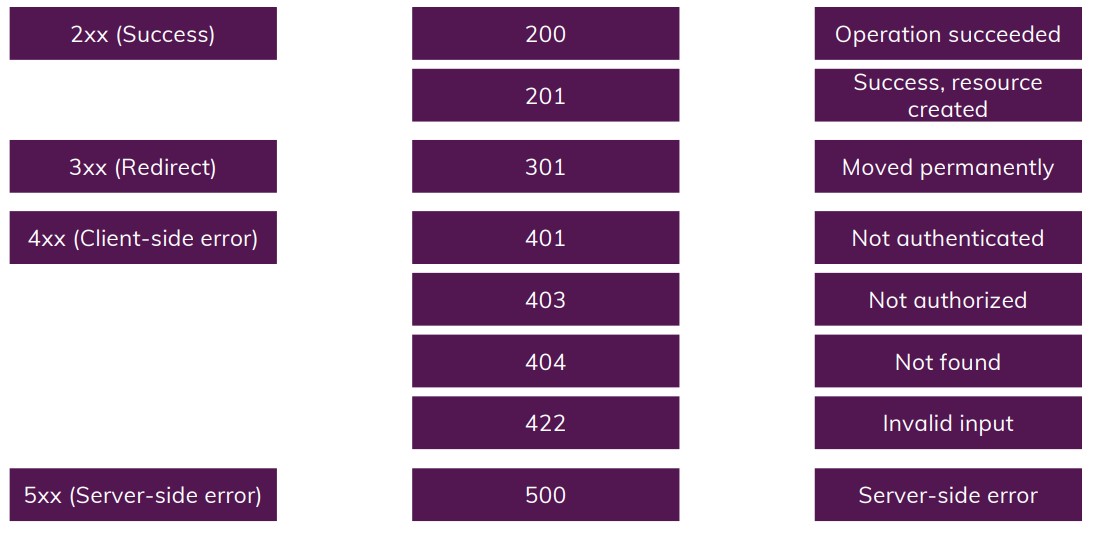 2xx (Success)
200
Operation succeeded
201
Success, resource
created
3xx (Redirect)
301
Moved permanently
4xx (Client-side error)
401
Not authenticated
403
Not authorized
404
Not found
422
Invalid input
5xx (Server-side error)
500
Server-side error